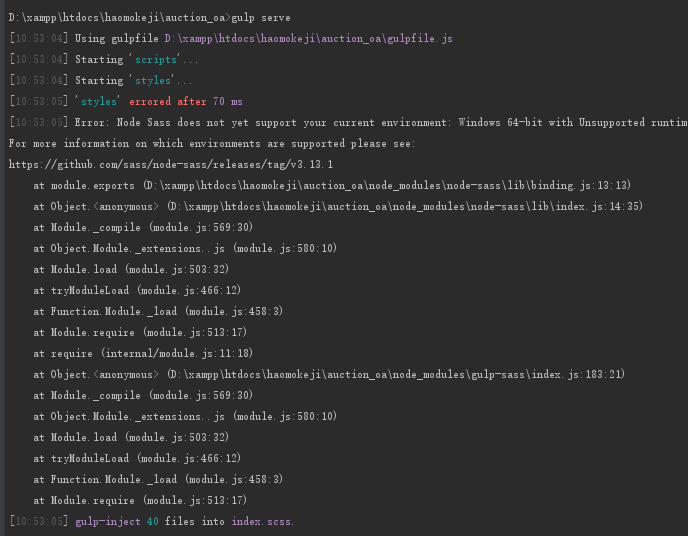 D:\xampp\htdocs\haomokeji\auction_oa>gulp serve
[10:53:04] Using gulpfile D:\xampp\htdocs\haomokeji\auction_oa\gulpfile.js
[10:53:04] Starting 'scripts'...
[10:53:04] Starting 'styles'...
[10:53:05] 'styles' errored after 70 ms
[10:53:05] Error: Node Sass does not yet support your current environment: Windows 64-bit with Unsupported runtim
For more information on which environments are supported please see:
https://github.com/sass/node-sass/releases/tag/v3.13.1
    at module.exports (D:\xampp\htdocs\haomokeji\auction_oa\node_modules\node-sass\lib\binding.js:13:13)
    at Object.<anonymous> (D:\xampp\htdocs\haomokeji\auction_oa\node_modules\node-sass\lib\index.js:14:35)
    at Module._compile (module.js:569:30)
    at Object.Module._extensions..js (module.js:580:10)
    at Module.load (module.js:503:32)
    at tryModuleLoad (module.js:466:12)
    at Function.Module._load (module.js:458:3)
    at Module.require (module.js:513:17)
    at require (internal/module.js:11:18)
    at Object.<anonymous> (D:\xampp\htdocs\haomokeji\auction_oa\node_modules\gulp-sass\index.js:183:21)
    at Module._compile (module.js:569:30)
    at Object.Module._extensions..js (module.js:580:10)
    at Module.load (module.js:503:32)
    at tryModuleLoad (module.js:466:12)
    at Function.Module._load (module.js:458:3)
    at Module.require (module.js:513:17)
[10:53:05] gulp-inject 40 files into index.scss.